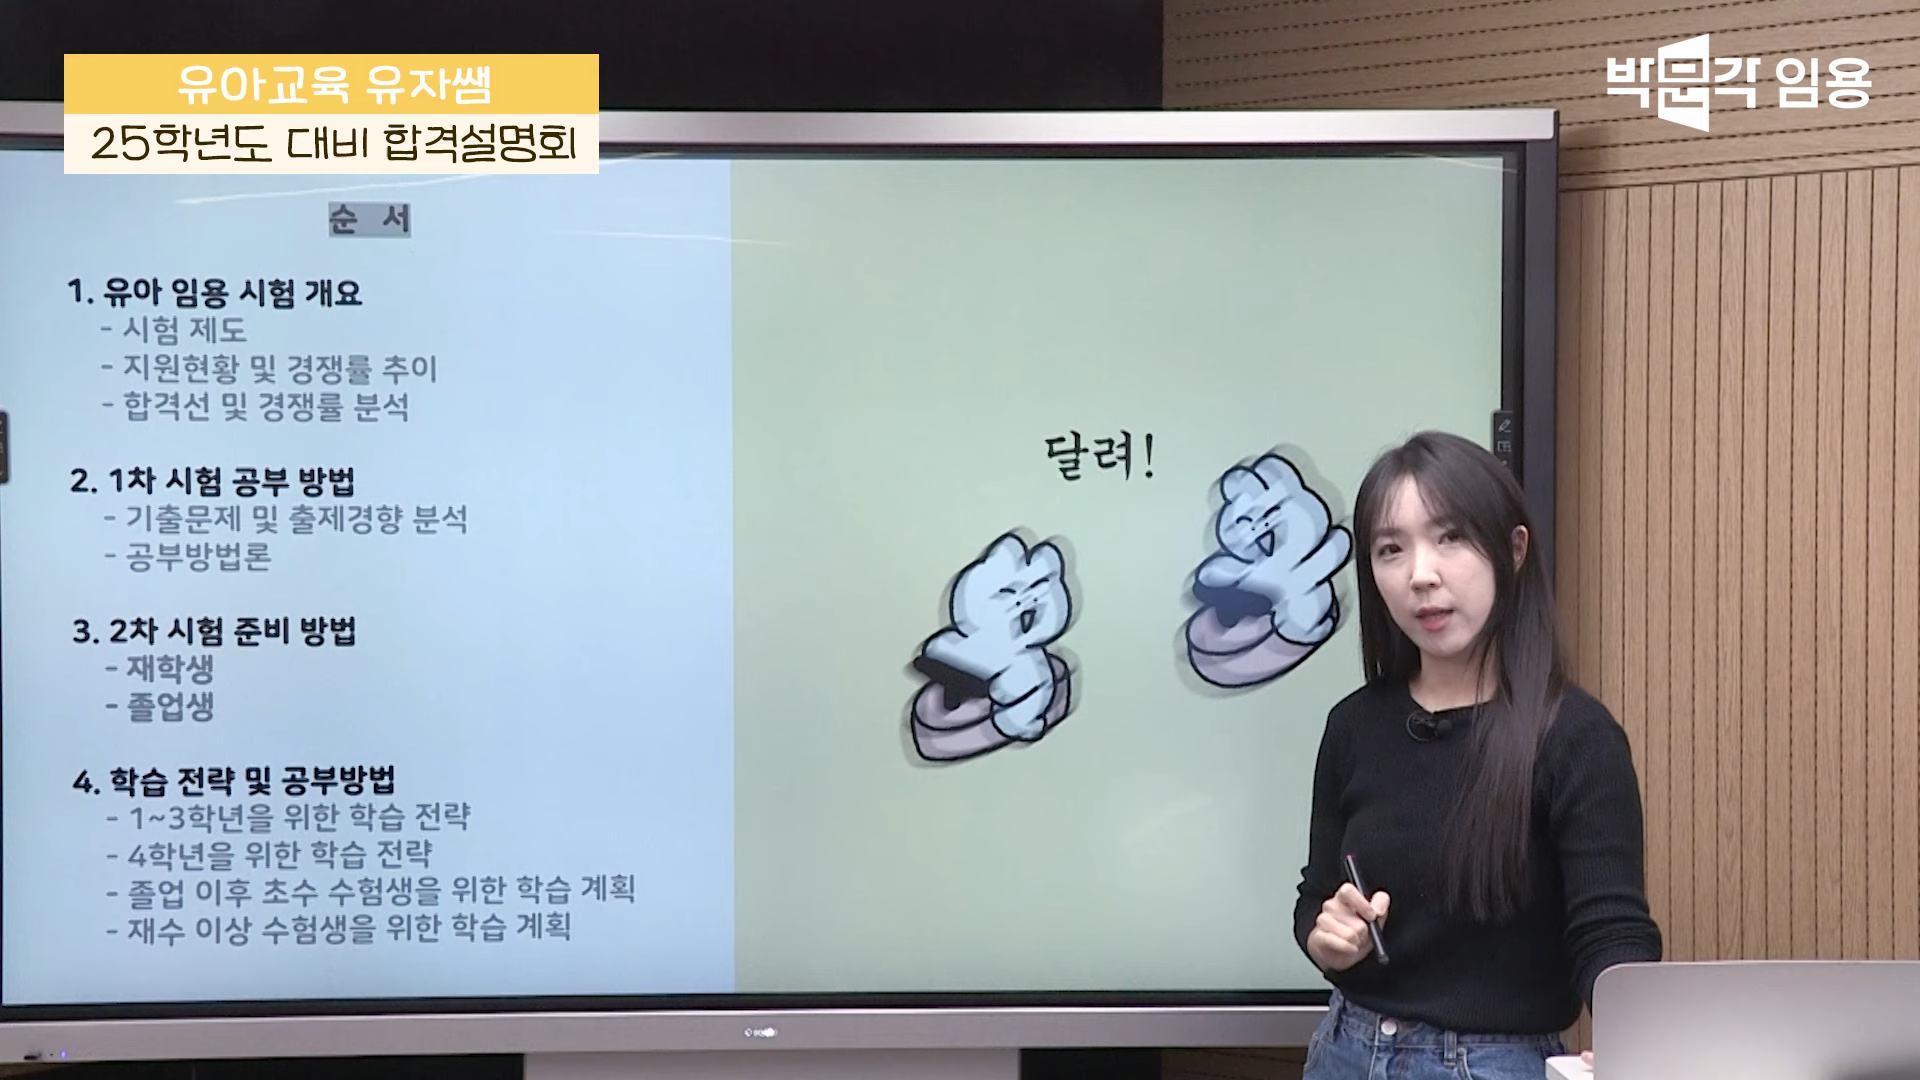 유아교육 유자쌤
25학년도 대비 합격설명회
박문각 임용
순 서
1. 유아 임용 시험 개요
- 시험 제도
- 지원현황 및 경쟁률 추이
- 합격선 및 경쟁률 분석
2. 1차 시험 공부 방법
- 기출문제 및 출제경향 분석
- 공부방법론
3. 2차 시험 준비 방법
- 재학생
- 졸업생
4. 학습 전략 및 공부방법
- 1~3학년을 위한 학습 전략
- 4학년을 위한 학습 전략
- 졸업 이후 초수 수험생을 위한 학습 계획
- 재수 이상 수험생을 위한 학습 계획
달려!